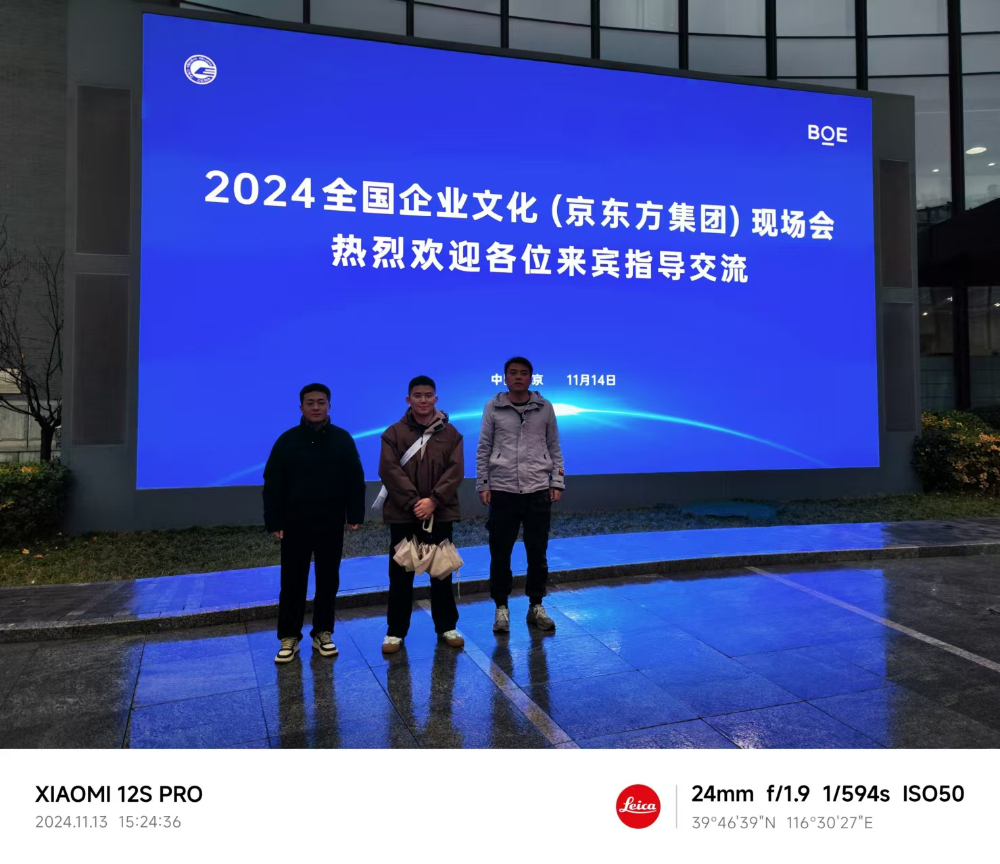 CEDA
BOE
2024全国企业文化 (京东方集团) 现场会
热烈欢迎各位来宾指导交流
中 京 11月14日
XIAOMI 12S PRO
2024.11.13 15:24:36
Leica
24mm f/1.9 1/594s ISO50
39°46'39"N 116°30'27"E